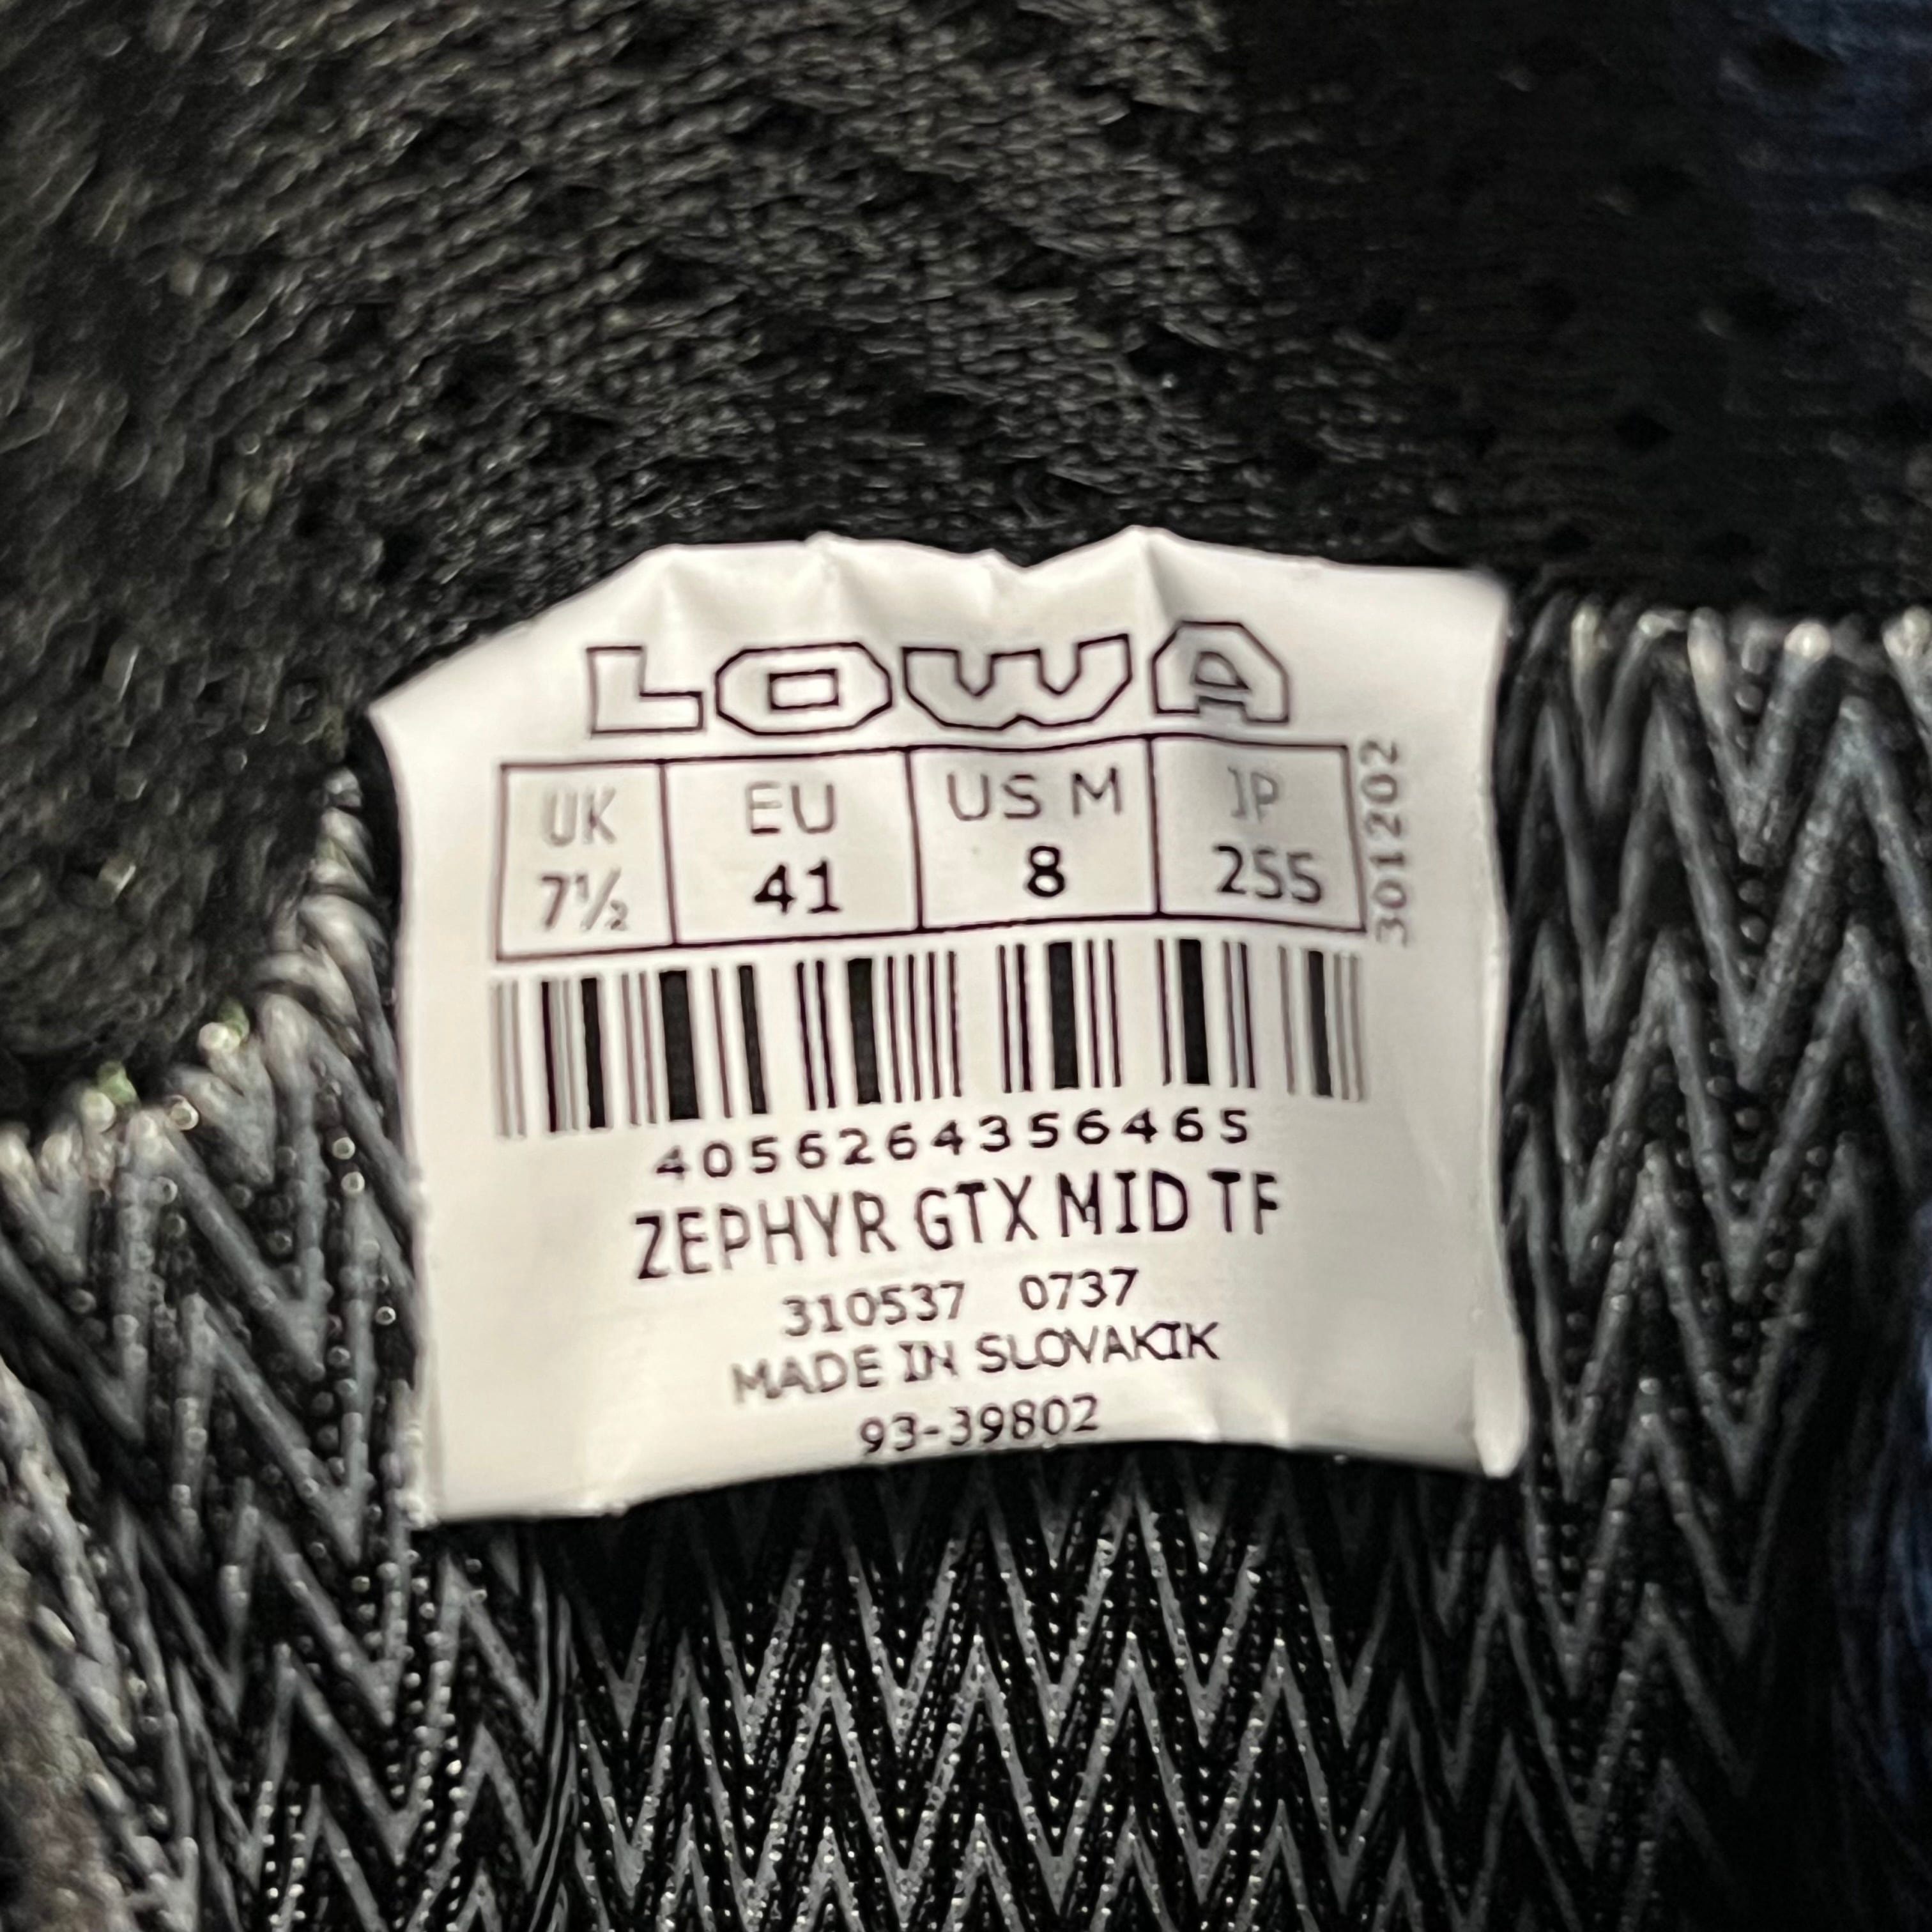 LOWA
UK EU US M JP
7½ 41 8 255
301202
4056264356465
ZEPHYR GTX MID TF
310537 0737
MADE IN SLOVAKIK
93-39802